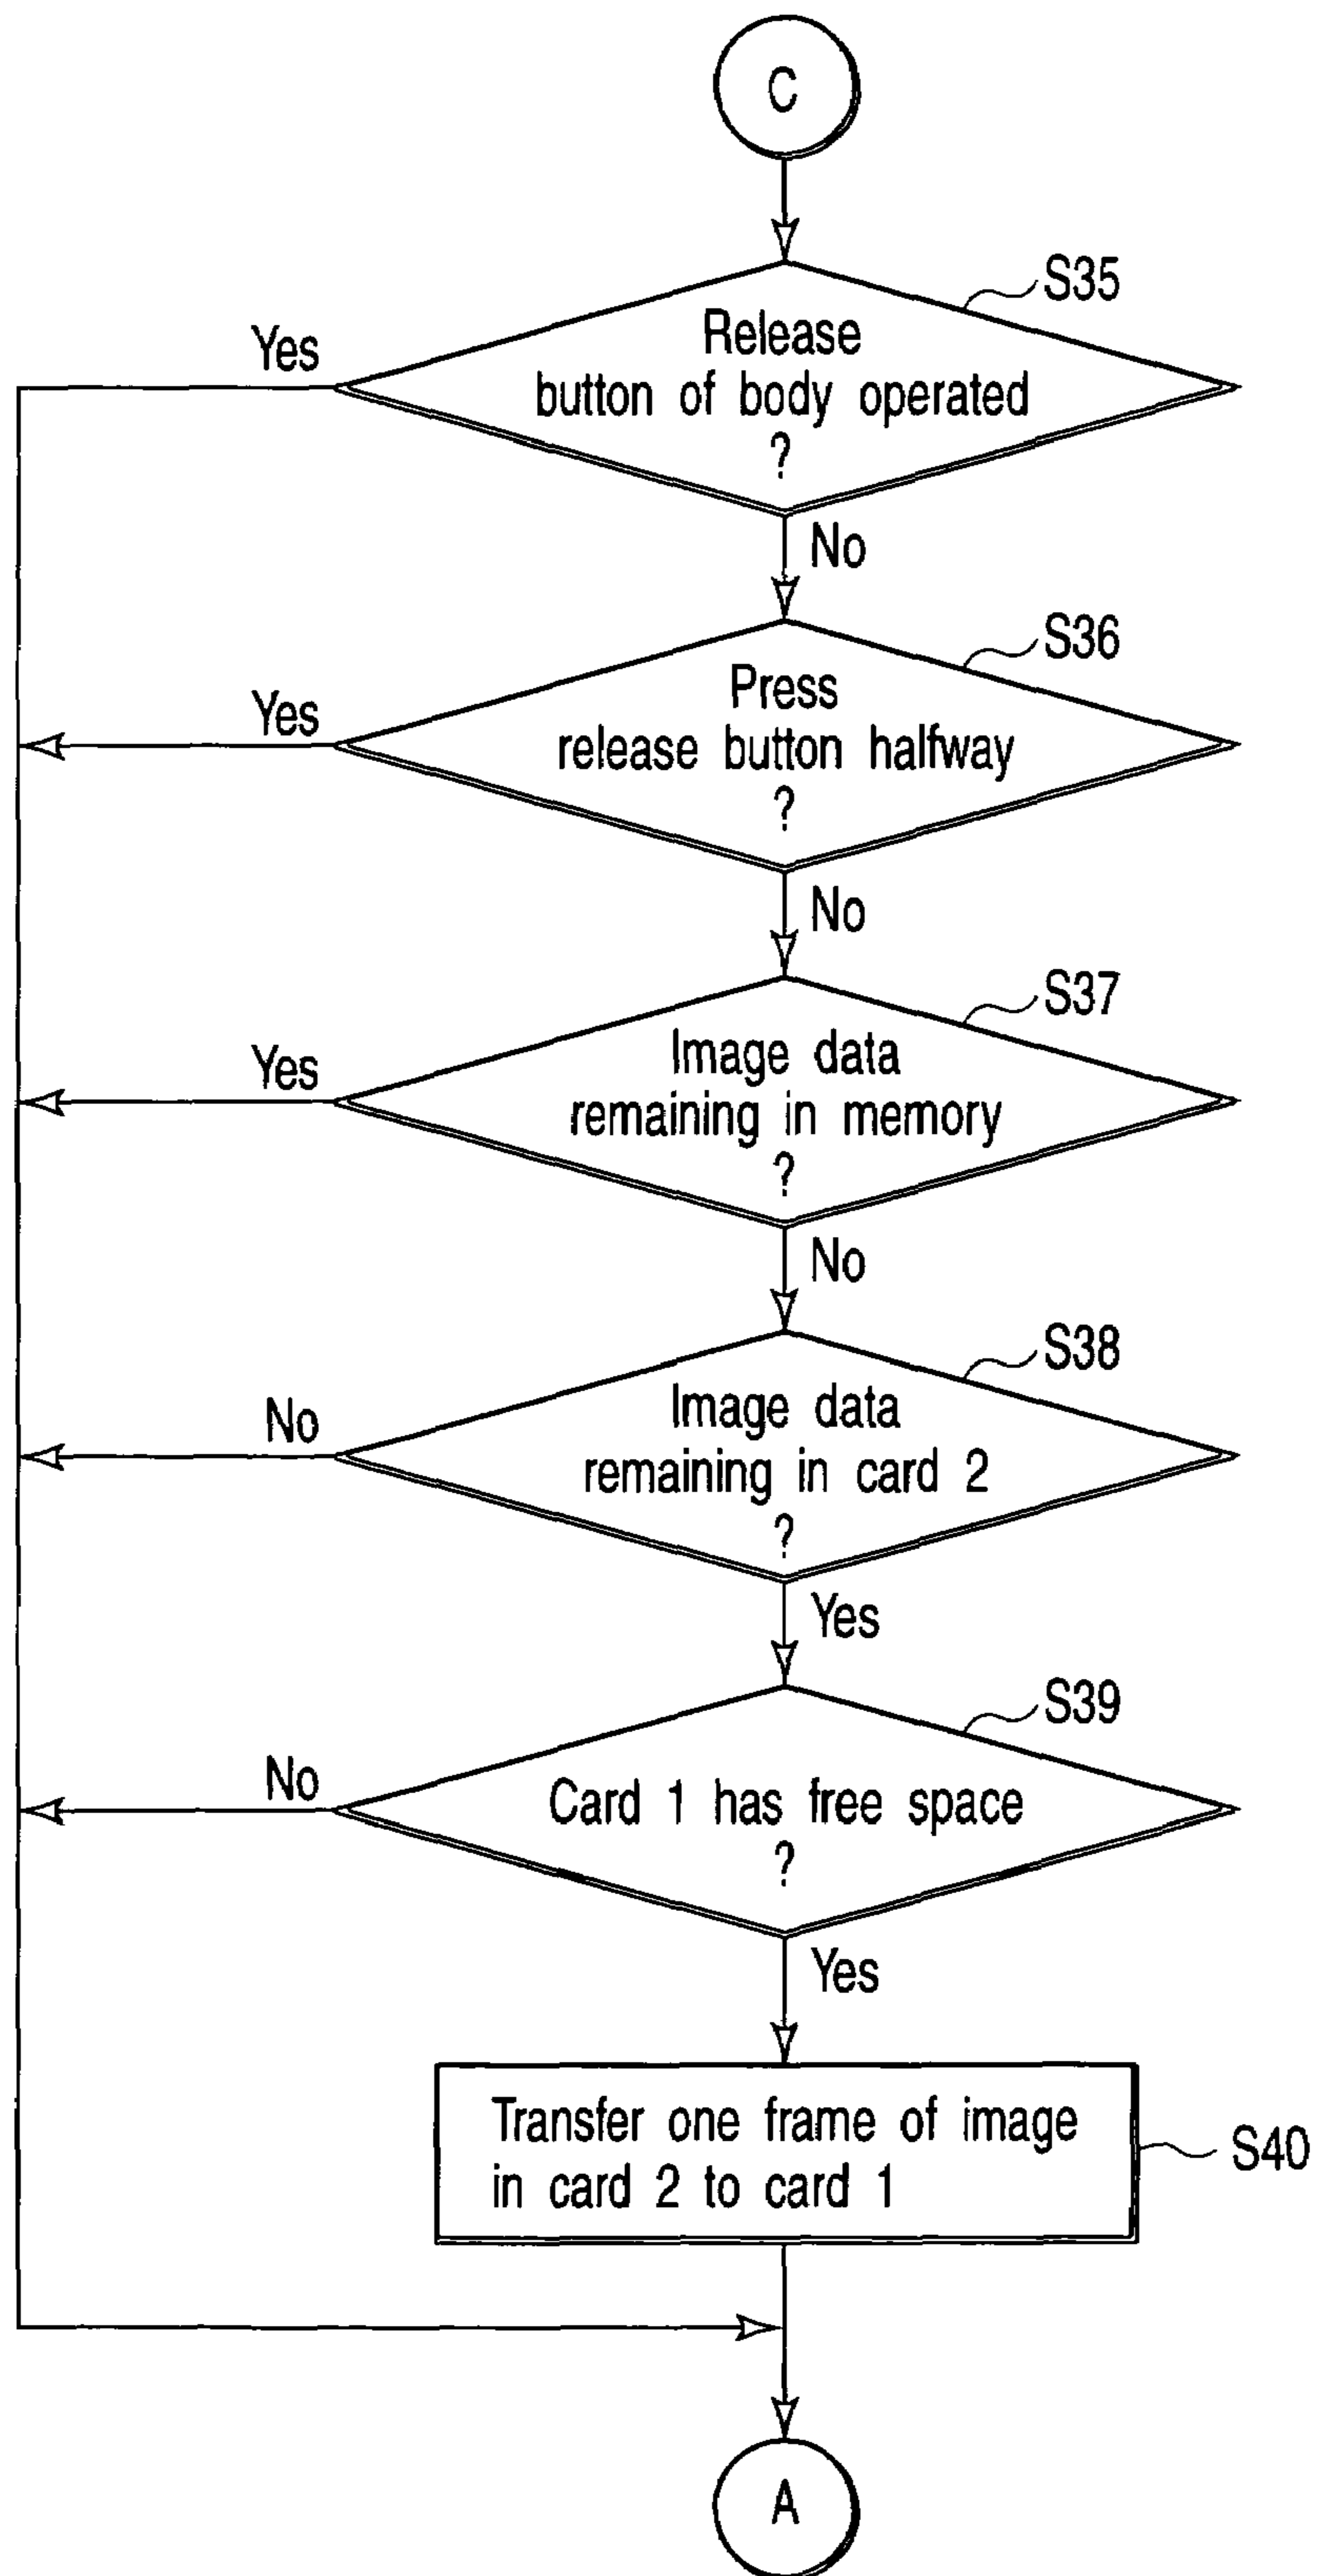 C
S35
Yes
Release
button of body operated
?
No
S36
Yes
Press
release button halfway
?
No
S37
Yes
Image data
remaining in memory
?
No
S38
No
Image data
remaining in card 2
?
Yes
S39
No
Card 1 has free space
?
Yes
Transfer one frame of image
in card 2 to card 1
S40
A